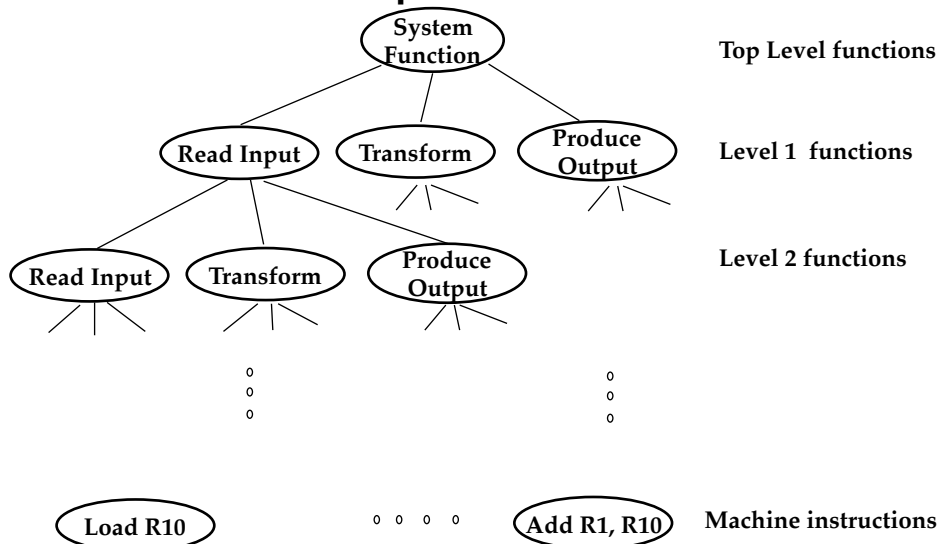 System
Function
Top Level functions
Read Input
Transform
Produce
Output
Level 1 functions
Read Input
Transform
Produce
Output
Level 2 functions
Load R10
Add R1, R10
Machine instructions